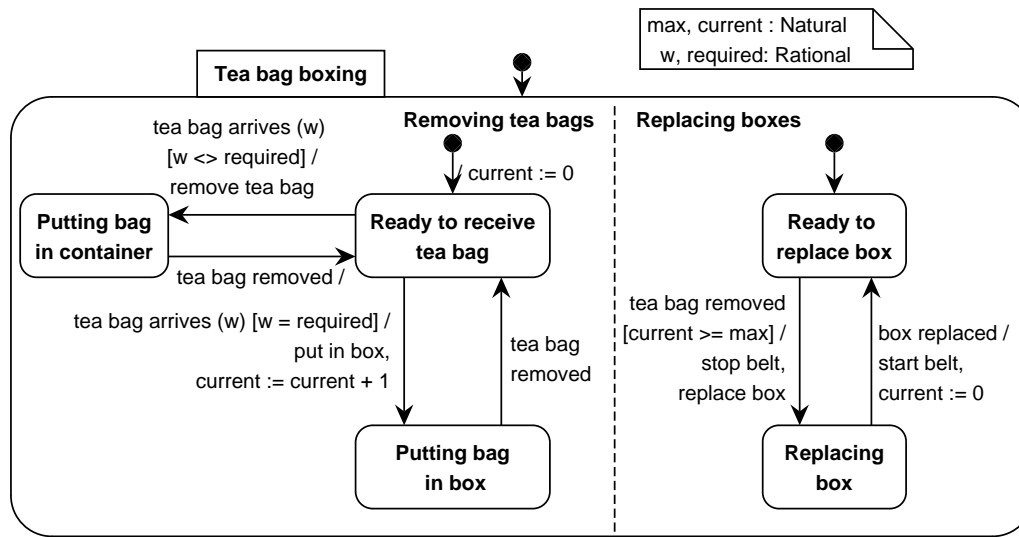 max, current : Natural
w, required: Rational
Tea bag boxing
Removing tea bags
Replacing boxes
tea bag arrives (w)
[w <> required] /
remove tea bag
/ current := 0
Putting bag
in container
Ready to receive
tea bag
Ready to
replace box
tea bag removed /
tea bag arrives (w) [w = required] /
put in box,
current := current + 1
tea bag
removed
tea bag removed
[current >= max] /
stop belt,
replace box
box replaced /
start belt,
current := 0
Putting bag
in box
Replacing
box